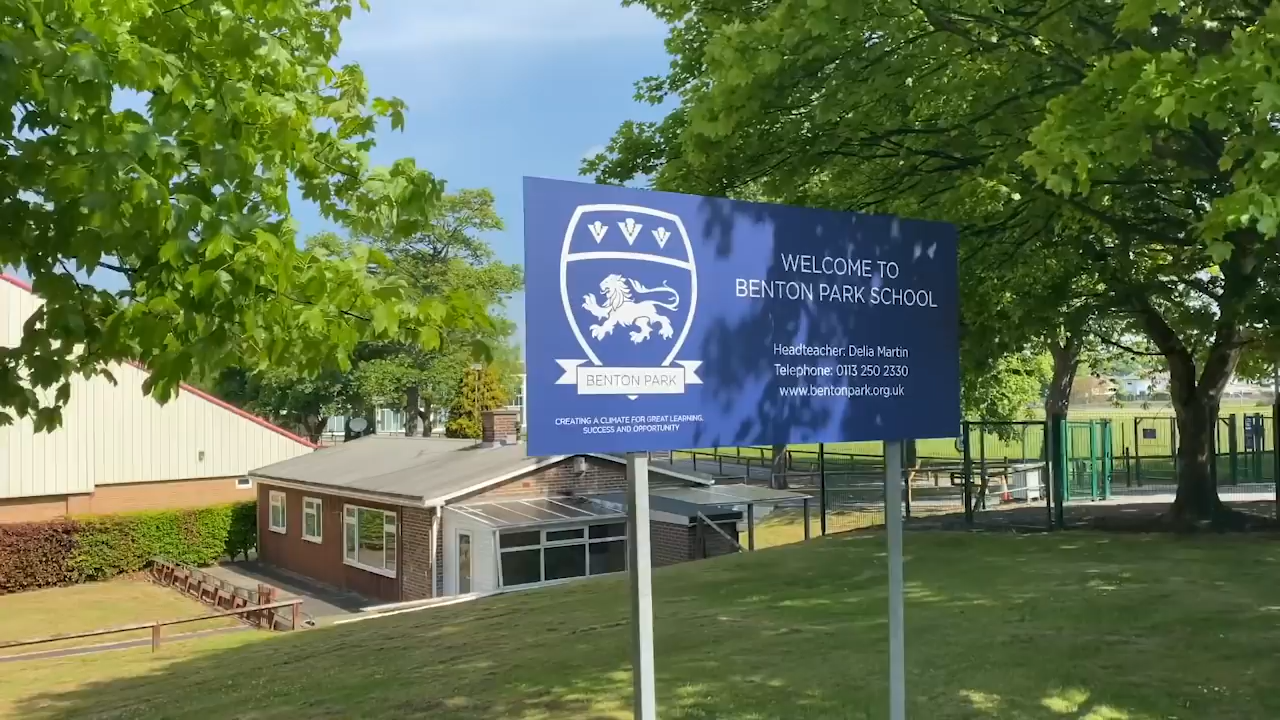 BENTON PARK
CREATING A CLIMATE FOR GREAT LEARNING,
SUCCESS AND OPPORTUNITY
WELCOME TO
BENTON PARK SCHOOL
Headteacher: Delia Martin
Telephone: 0113 250 2330
www.bentonpark.org.uk